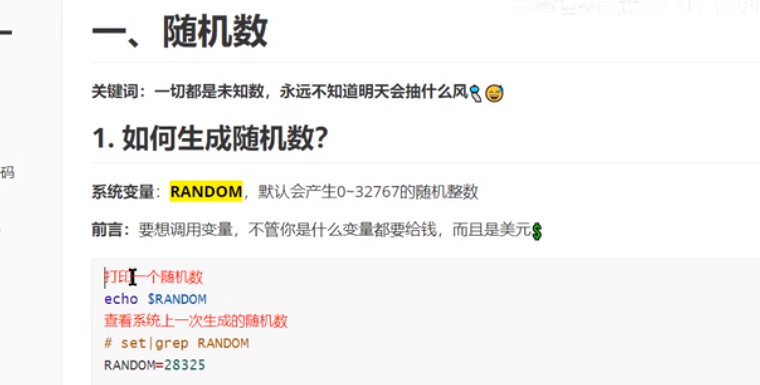 一、随机数
关键词：一切都是未知数，永远不知道明天会抽什么风
1. 如何生成随机数?
码
系统变量：RANDOM，默认会产生0~32767的随机整数
前言：要想调用变量，不管你是什么变量都要给钱，而且是美元
打印一个随机数
echo $RANDOM
查看系统上一次生成的随机数
# set|grep RANDOM
RANDOM=28325